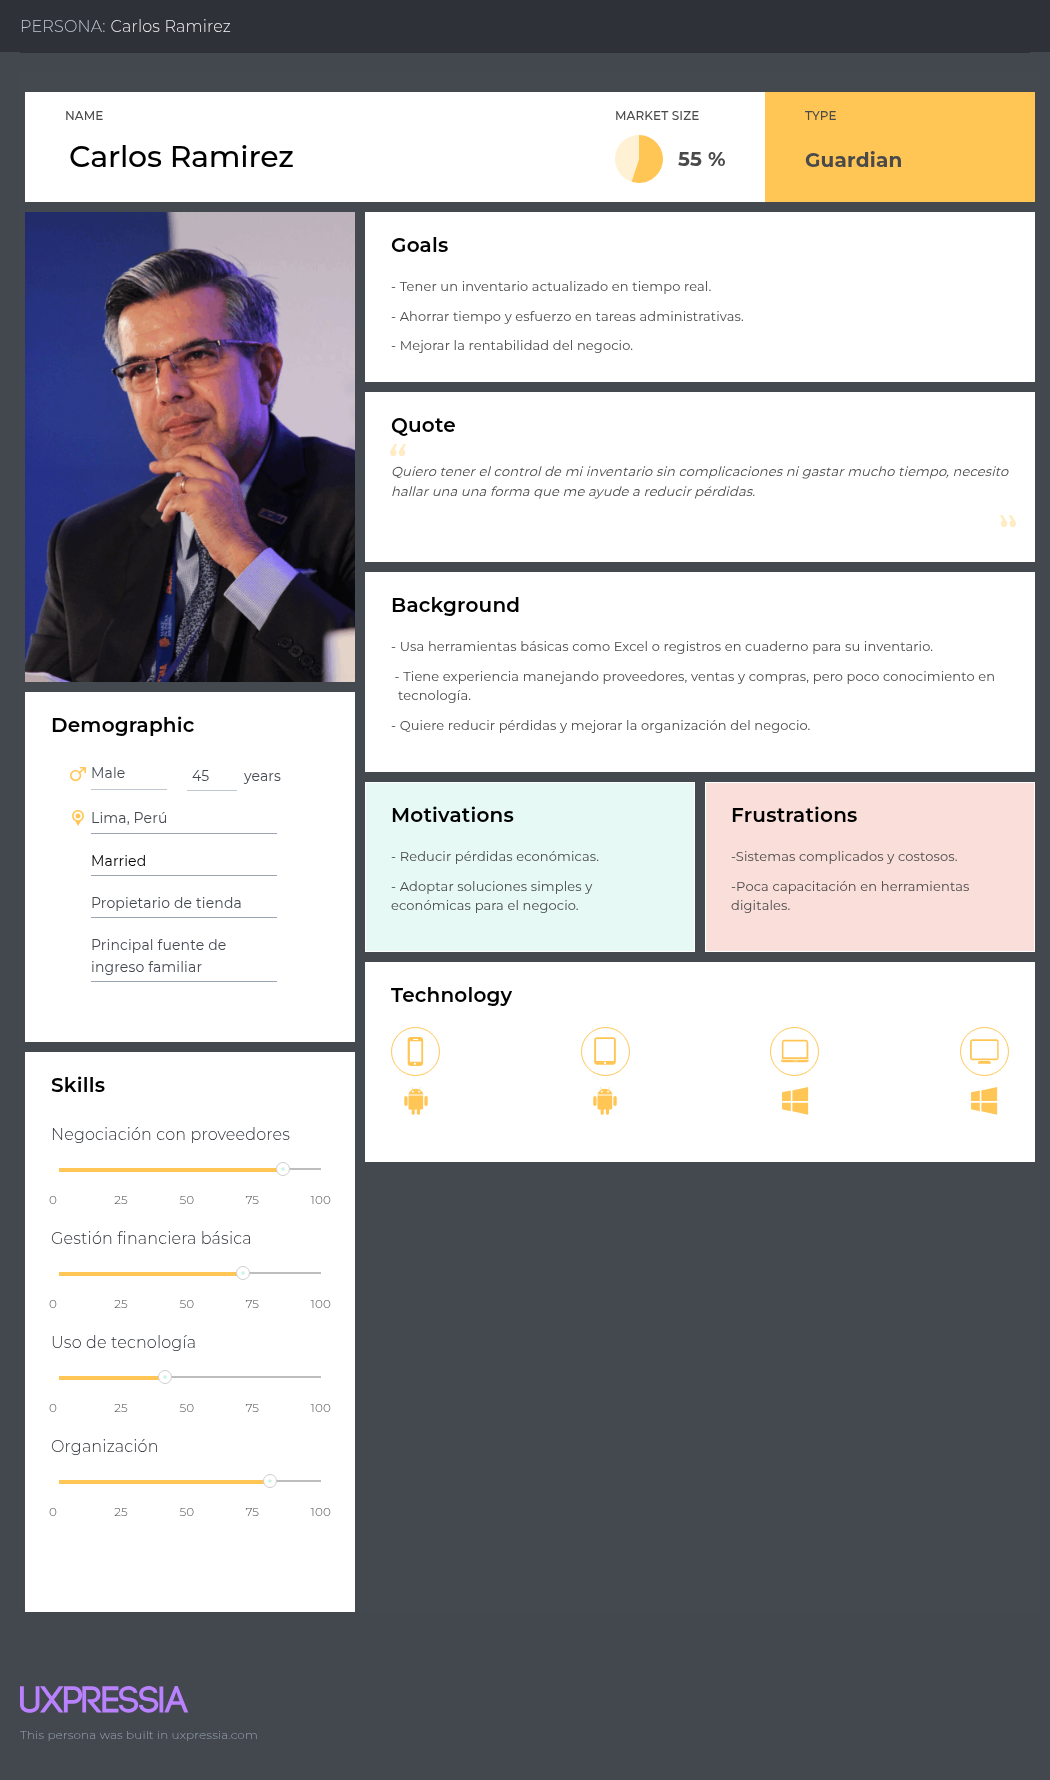 PERSONA: Carlos Ramirez
NAME
Carlos Ramirez
MARKET SIZE
55 %
TYPE
Guardian
Goals
- Tener un inventario actualizado en tiempo real.
- Ahorrar tiempo y esfuerzo en tareas administrativas.
- Mejorar la rentabilidad del negocio.
Quote
“
Quiero tener el control de mi inventario sin complicaciones ni gastar mucho tiempo, necesito
hallar una una forma que me ayude a reducir pérdidas.
”
Background
- Usa herramientas básicas como Excel o registros en cuaderno para su inventario.
- Tiene experiencia manejando proveedores, ventas y compras, pero poco conocimiento en
tecnología.
- Quiere reducir pérdidas y mejorar la organización del negocio.
Demographic
Male
45 years
Lima, Perú
Married
Propietario de tienda
Principal fuente de
ingreso familiar
Motivations
- Reducir pérdidas económicas.
- Adoptar soluciones simples y
económicas para el negocio.
Frustrations
-Sistemas complicados y costosos.
-Poca capacitación en herramientas
digitales.
Technology
Skills
Negociación con proveedores
0 25 50 75 100
Gestión financiera básica
0 25 50 75 100
Uso de tecnología
0 25 50 75 100
Organización
0 25 50 75 100
UXPRESSIA
This persona was built in uxpressia.com